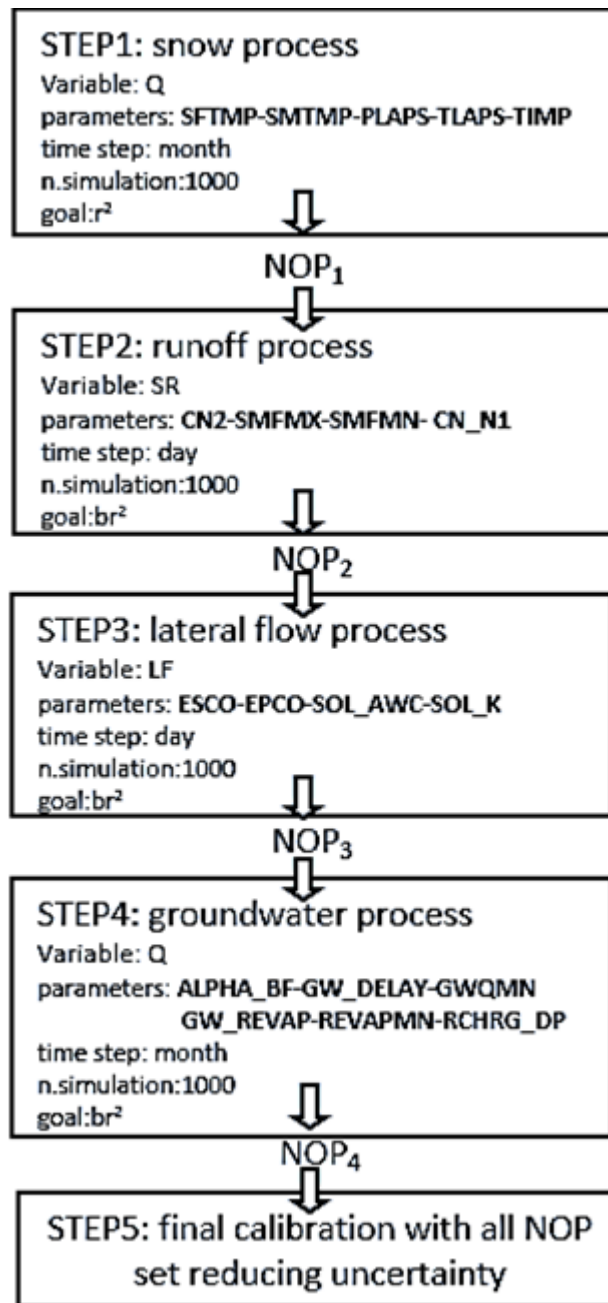 STEP1: snow process
Variable: Q
parameters: SFTMP-SMTMP-PLAPS-TLAPS-TIMP
time step: month
n.simulation:1000
goal:r²
NOP₁
STEP2: runoff process
Variable: SR
parameters: CN2-SMFMX-SMFMN- CN_N1
time step: day
n.simulation:1000
goal:br²
NOP₂
STEP3: lateral flow process
Variable: LF
parameters: ESCO-EPCO-SOL_AWC-SOL_K
time step: day
n.simulation:1000
goal:br²
NOP₃
STEP4: groundwater process
Variable: Q
parameters: ALPHA_BF-GW_DELAY-GWQMN
GW_REVAP-REVAPMN-RCHRG_DP
time step: month
n.simulation:1000
goal:br²
NOP₄
STEP5: final calibration with all NOP
set reducing uncertainty